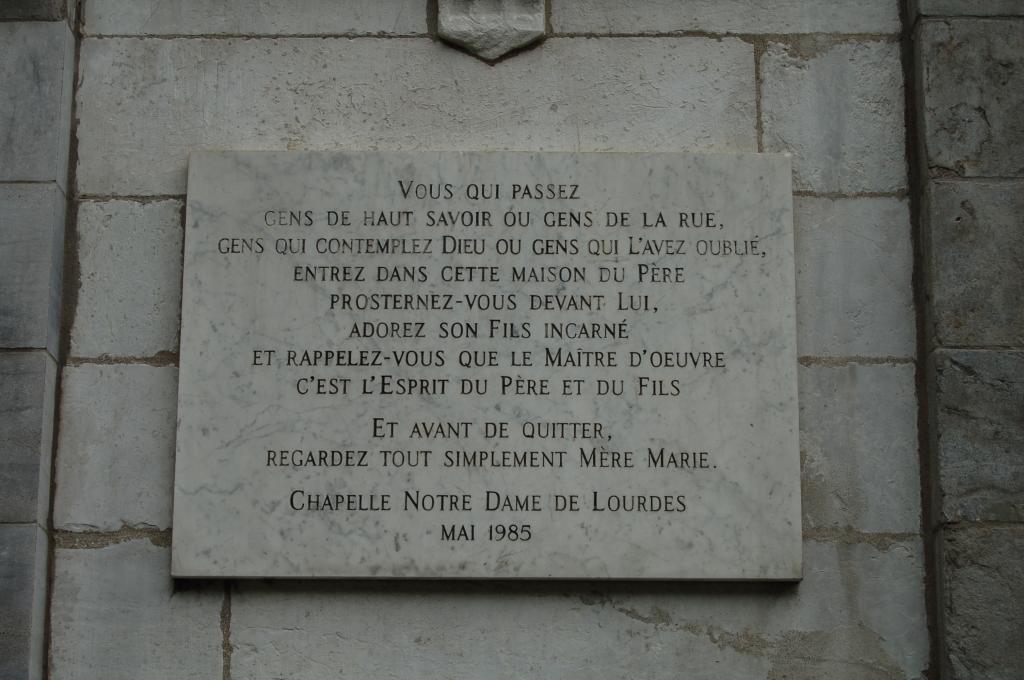 VOUS QUI PASSEZ
GENS DE HAUT SAVOIR OU GENS DE LA RUE,
GENS QUI CONTEMPLEZ DIEU OU GENS QUI L'AVEZ OUBLIÉ,
ENTREZ DANS CETTE MAISON DU PÈRE
PROSTERNEZ-VOUS DEVANT LUI,
ADOREZ SON FILS INCARNÉ
ET RAPPELEZ-VOUS QUE LE MAÎTRE D'OEUVRE
C'EST L'ESPRIT DU PÈRE ET DU FILS
ET AVANT DE QUITTER,
REGARDEZ TOUT SIMPLEMENT MÈRE MARIE.
CHAPELLE NOTRE DAME DE LOURDES
MAI 1985